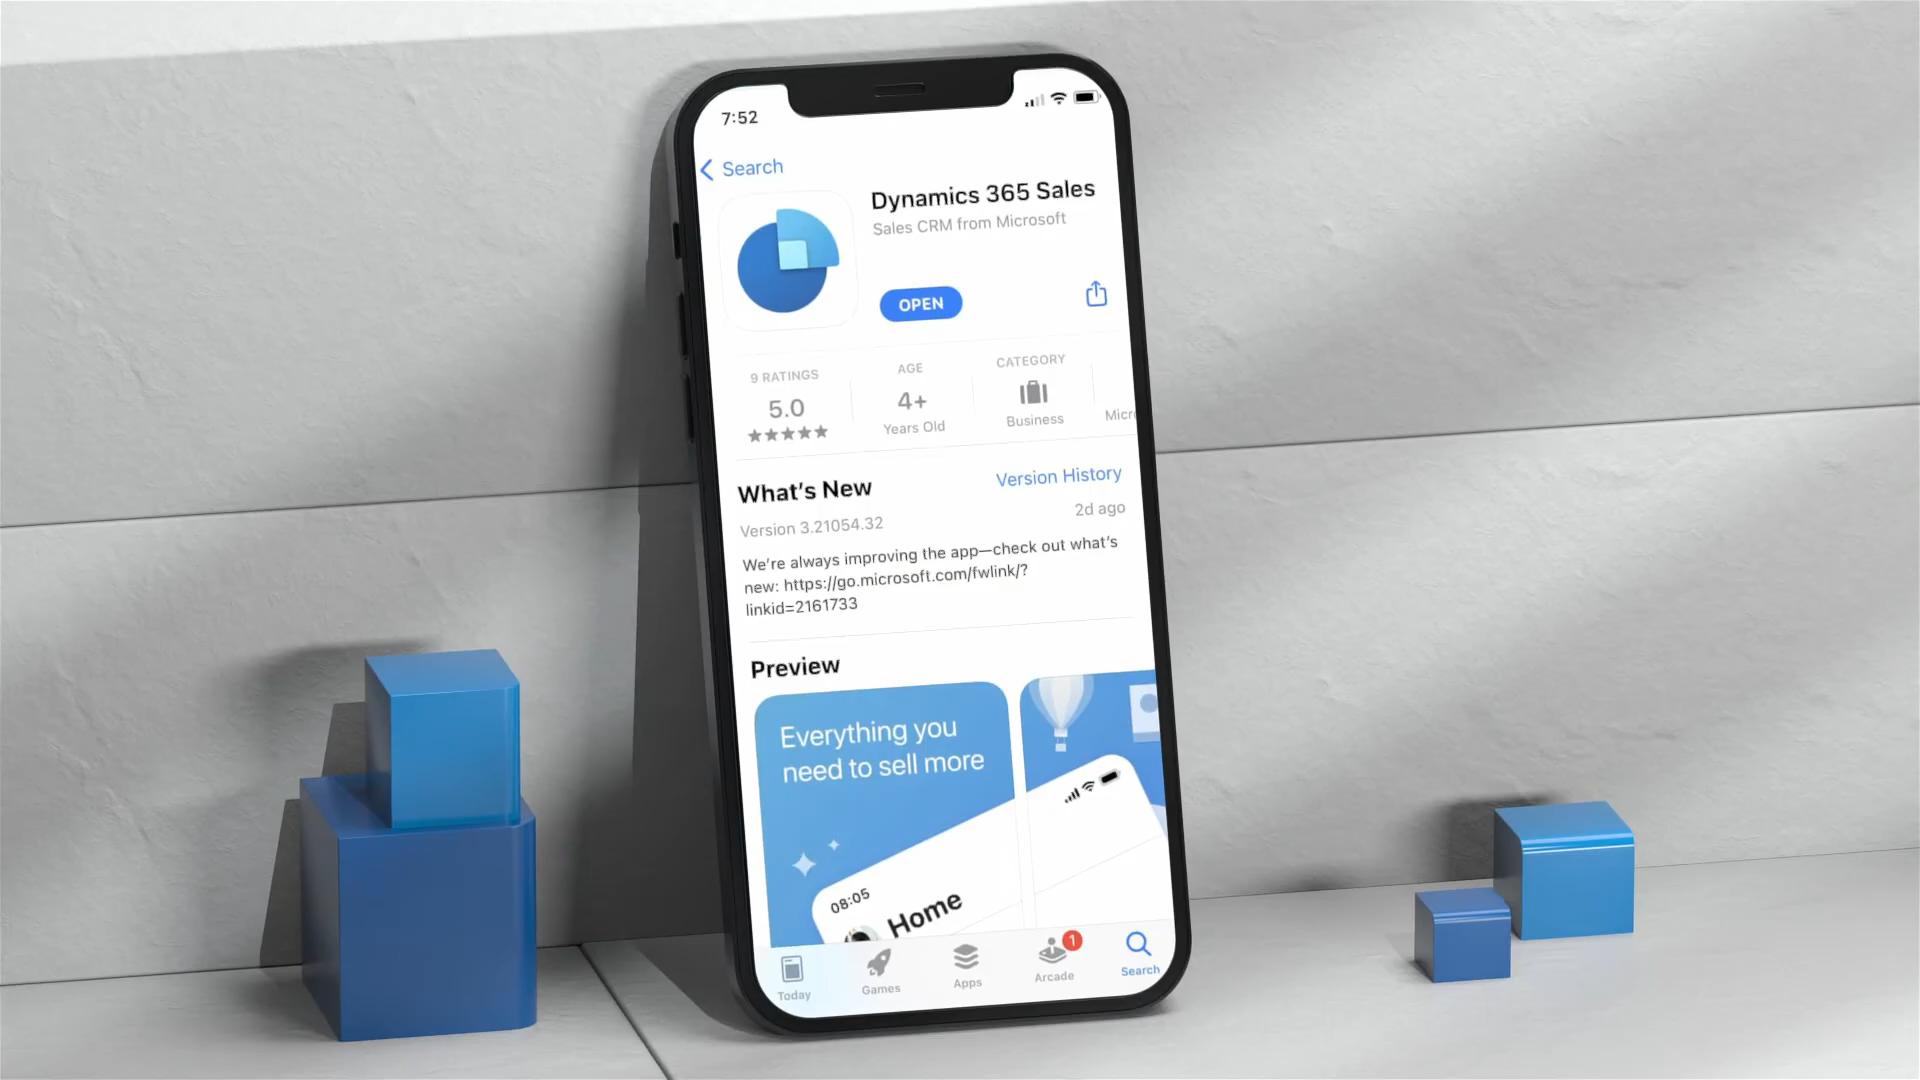 7:52
Search
Dynamics 365 Sales
Sales CRM from Microsoft
OPEN
9 RATINGS
5.0
AGE
4+
Years Old
CATEGORY
Business
Micro
What's New
Version History
Version 3.21054.32
2d ago
We're always improving the app—check out what's
new: https://go.microsoft.com/fwlink/?
linkid=2161733
Preview
Everything you
need to sell more
08:05
Home
Today
Games
Apps
1
Arcade
Search